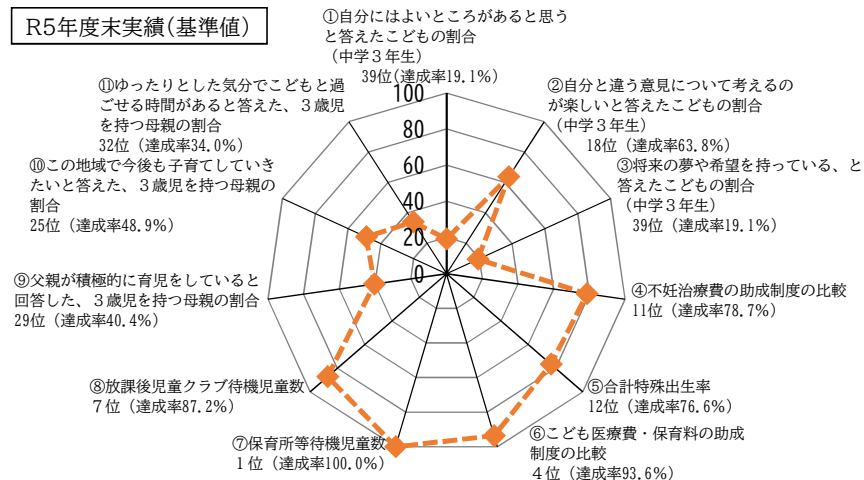 R5年度末実績(基準値)
①自分にはよいところがあると思う
と答えたこどもの割合
(中学3年生)
39位(達成率19.1%)
②自分と違う意見について考えるの
が楽しいと答えたこどもの割合
(中学3年生)
18位(達成率63.8%)
③将来の夢や希望を持っている、と
答えたこどもの割合
(中学3年生)
39位(達成率19.1%)
④不妊治療費の助成制度の比較
11位(達成率78.7%)
⑤合計特殊出生率
12位(達成率76.6%)
⑥こども医療費・保育料の助成
制度の比較
4位(達成率93.6%)
⑦保育所等待機児童数
1位(達成率100.0%)
⑧放課後児童クラブ待機児童数
7位(達成率87.2%)
⑨父親が積極的に育児をしていると
回答した、3歳児を持つ母親の割合
29位(達成率40.4%)
⑩この地域で今後も子育てしていき
たいと答えた、3歳児を持つ母親の
割合
25位(達成率48.9%)
⑪ゆったりとした気分でこどもと過
ごせる時間があると答えた、3歳児
を持つ母親の割合
32位(達成率34.0%)
100
80
60
40
20
0